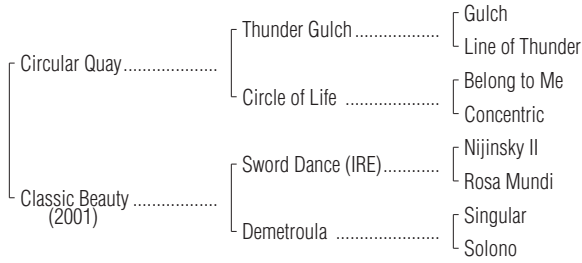 Gulch
Thunder Gulch ..................
Line of Thunder
Circular Quay ....................
Belong to Me
Circle of Life ....................
Concentric
Nijinsky II
Sword Dance (IRE)............
Rosa Mundi
Classic Beauty ..................
(2001)
Singular
Demetroula ......................
Solono